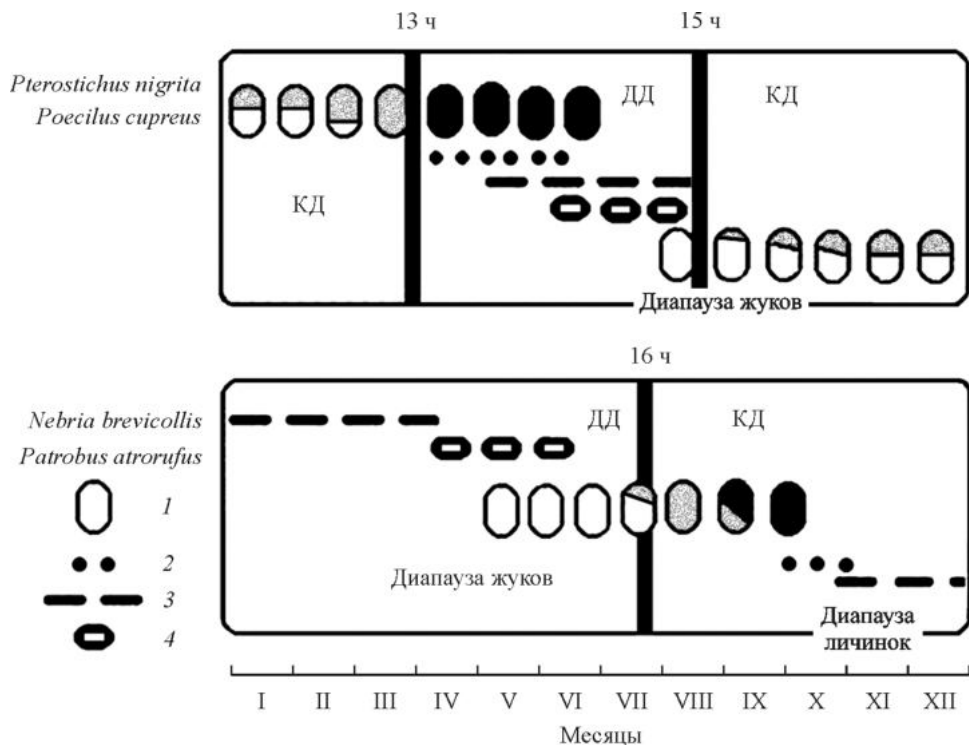 13 ч
15 ч
Pterostichus nigrita
Poecilus cupreus
ДД
КД
КД
Диапауза жуков
16 ч
Nebria brevicollis
Patrobus atrorufus
ДД
КД
1
2
3
4
Диапауза жуков
Диапауза
личинок
I II III IV V VI VII VIII IX X XI XII
Месяцы